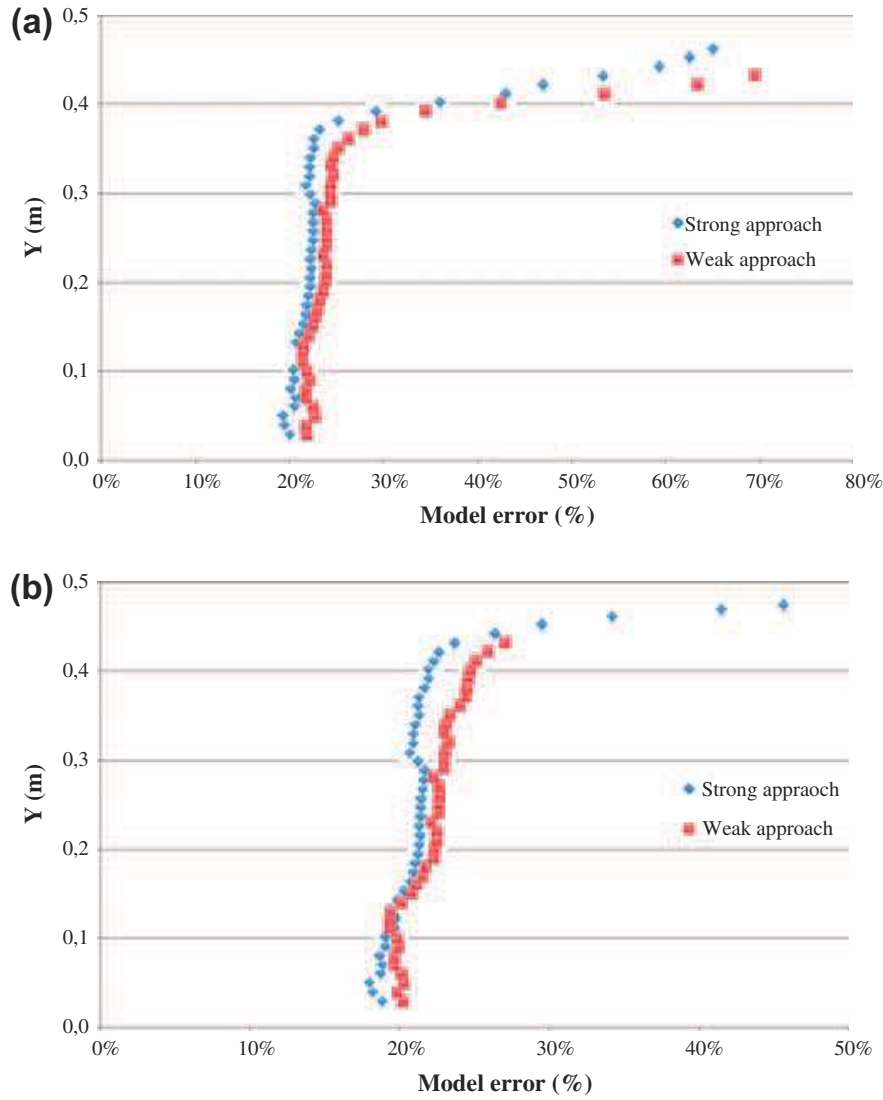 (a)
0,5
0,4
0,3
0,2
0,1
0,0
Y (m)
Strong approach
Weak approach
0% 10% 20% 30% 40% 50% 60% 70% 80%
Model error (%)
(b)
0,5
0,4
0,3
0,2
0,1
0,0
Y (m)
Strong appraoch
Weak approach
0% 10% 20% 30% 40% 50%
Model error (%)